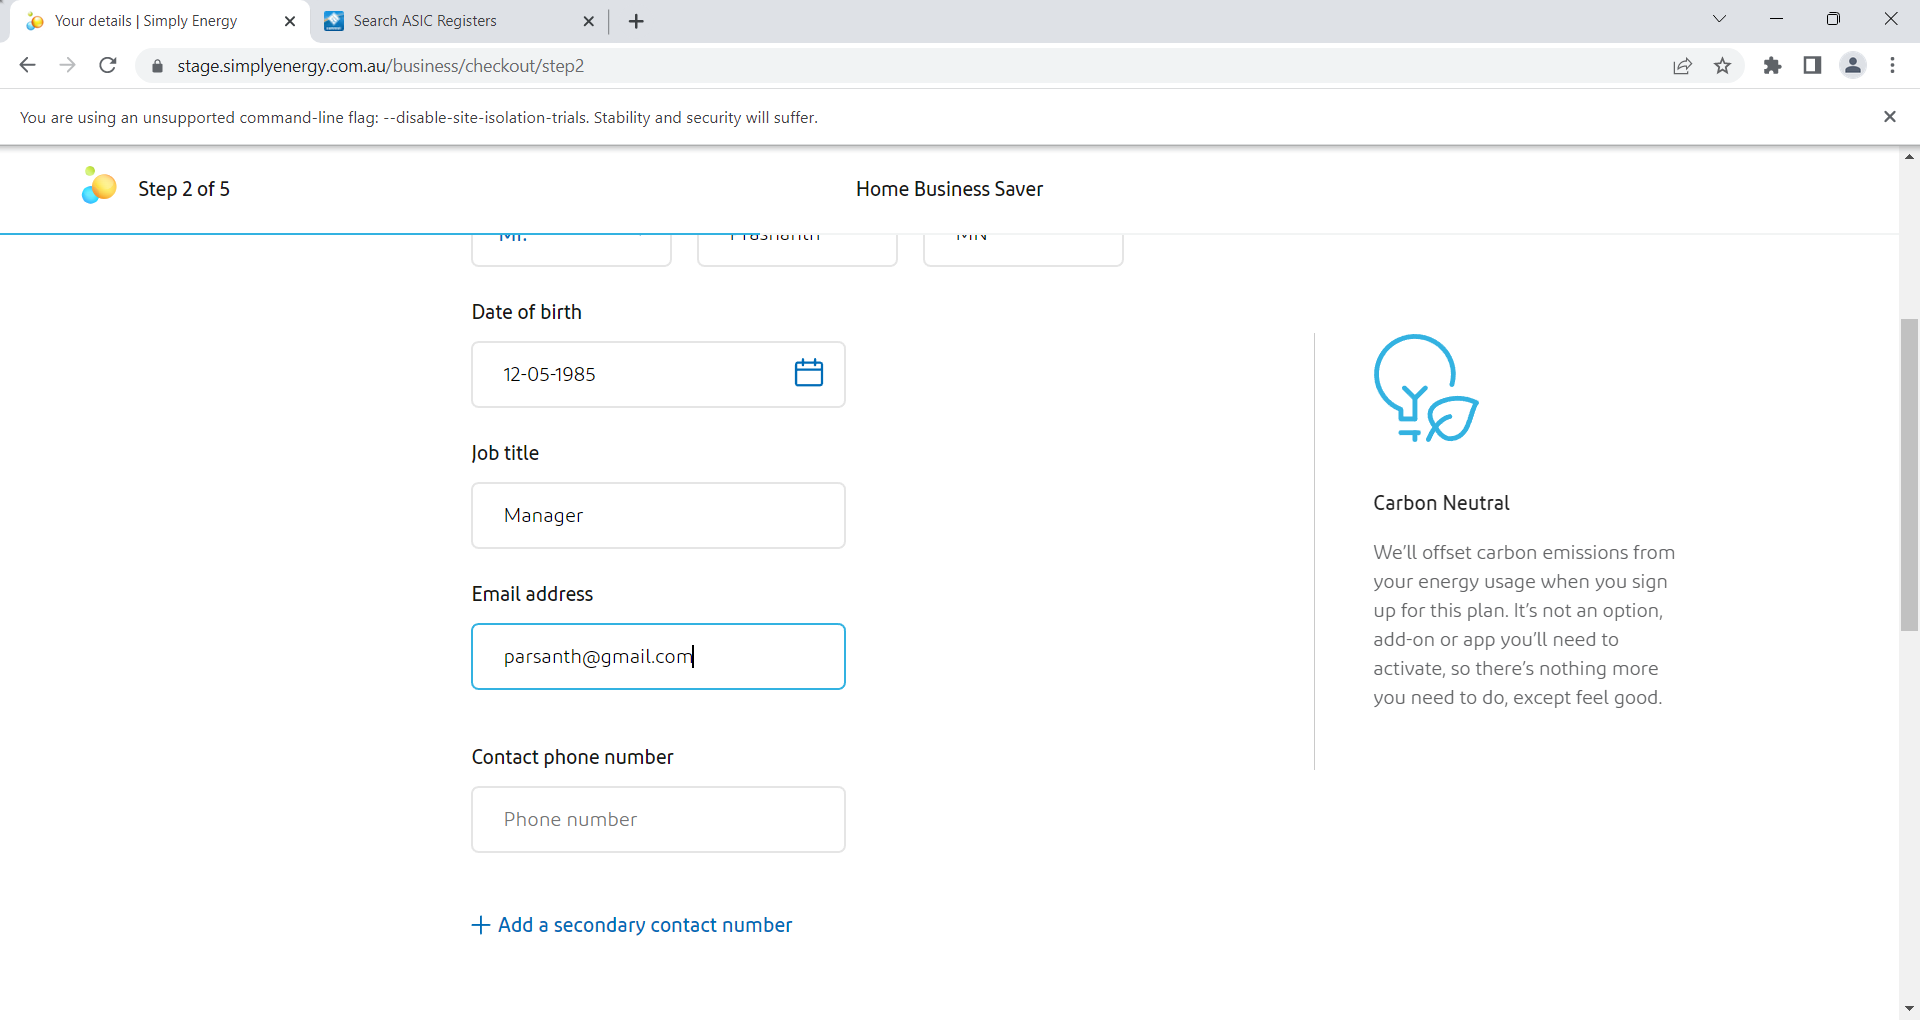 Your details | Simply Energy
Search ASIC Registers
stage.simplyenergy.com.au/business/checkout/step2
You are using an unsupported command-line flag: --disable-site-isolation-trials. Stability and security will suffer.
Step 2 of 5
Home Business Saver
Mr. Prashanth MN
Date of birth
12-05-1985
Job title
Manager
Email address
parsanth@gmail.com
Contact phone number
Phone number
Add a secondary contact number
Carbon Neutral
We'll offset carbon emissions from
your energy usage when you sign
up for this plan. It's not an option,
add-on or app you'll need to
activate, so there's nothing more
you need to do, except feel good.